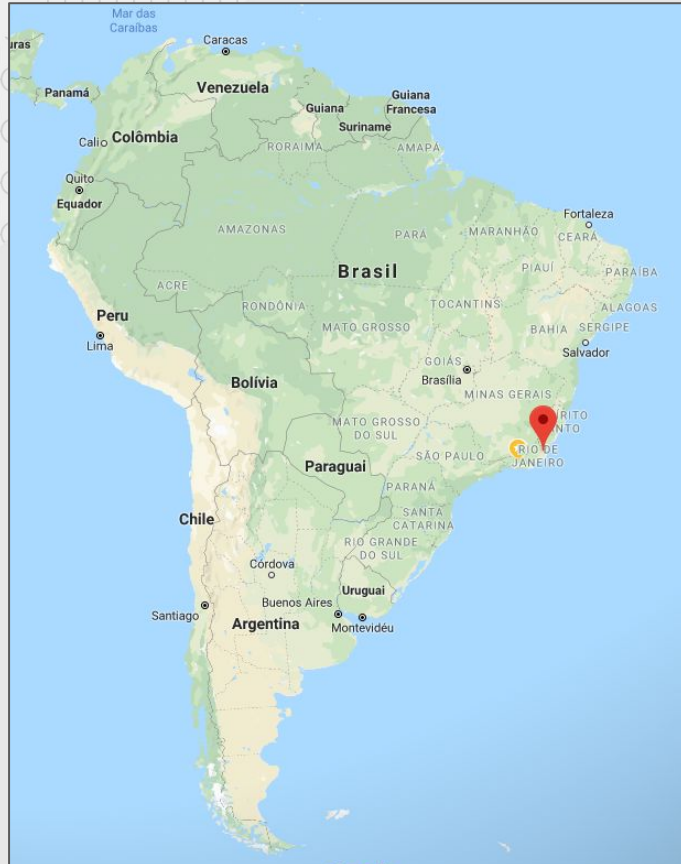 Mar das
Caraíbas
uras
Caracas
Panamá
Venezuela
Guiana
Guiana
Francesa
Suriname
Cali
Colômbia
RORAIMA
AMAPÁ
Quito
Equador
Fortaleza
AMAZONAS
PARÁ
MARANHÃO
CEARÁ
Brasil
PIAUÍ
PARAÍBA
ACRE
RONDÔNIA
TOCANTINS
ALAGOAS
Peru
MATO GROSSO
BAHIA
SERGIPE
Lima
Salvador
GOIÁS
Brasília
Bolívia
MINAS GERAIS
MATO GROSSO
DO SUL
ÍRITO
NTO
SÃO PAULO
RIO DE
JANEIRO
Paraguai
PARANÁ
Chile
SANTA
CATARINA
RIO GRANDE
DO SUL
Córdova
Uruguai
Buenos Aires
Santiago
Argentina
Montevidéu